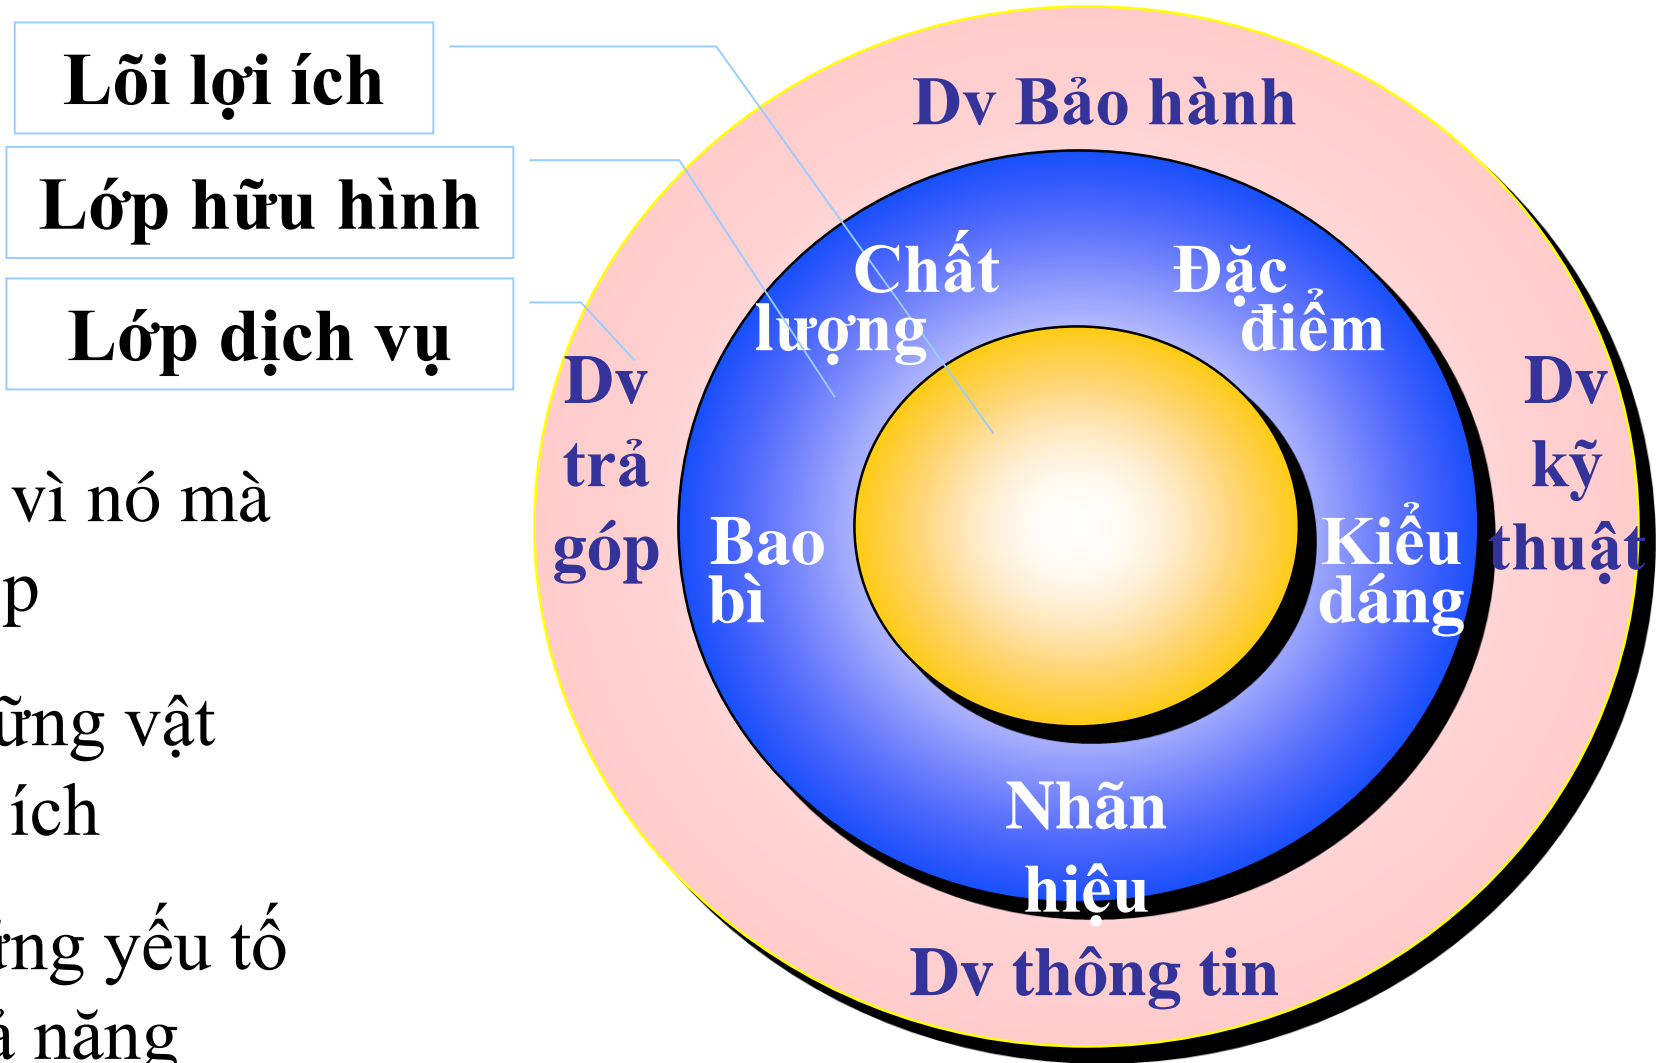 Lõi lợi ích
Lớp hữu hình
Lớp dịch vụ
vì nó mà
p
ững vật
ích
ững yếu tố
ả năng
Dv Bảo hành
Chất
lượng
Đặc
điểm
Dv
trả
góp
Bao
bì
Kiểu
dáng
Dv
kỹ
thuật
Nhãn
hiệu
Dv thông tin